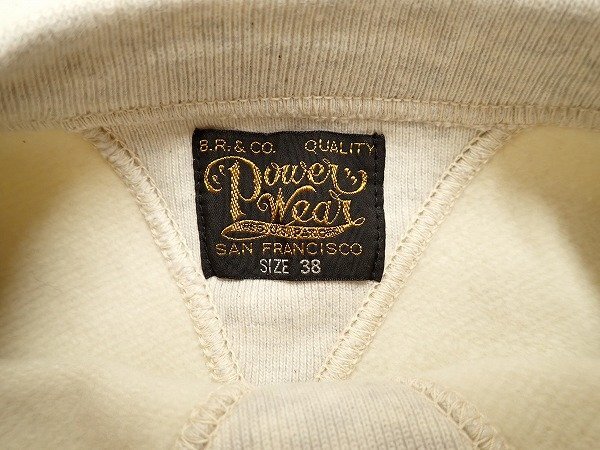 B.R. & CO. QUALITY
Power
Wear
SAN FRANCISCO
SIZE 38